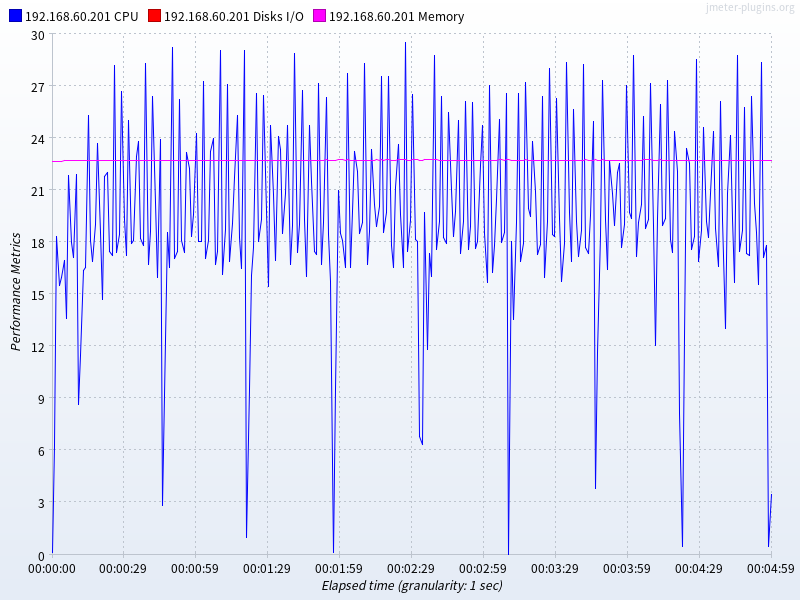 192.168.60.201 CPU 192.168.60.201 Disks I/O 192.168.60.201 Memory
jmeter-plugins.org
30
27
24
21
18
15
12
9
6
3
0
Performance Metrics
00:00:00 00:00:29 00:00:59 00:01:29 00:01:59 00:02:29 00:02:59 00:03:29 00:03:59 00:04:29 00:04:59
Elapsed time (granularity: 1 sec)